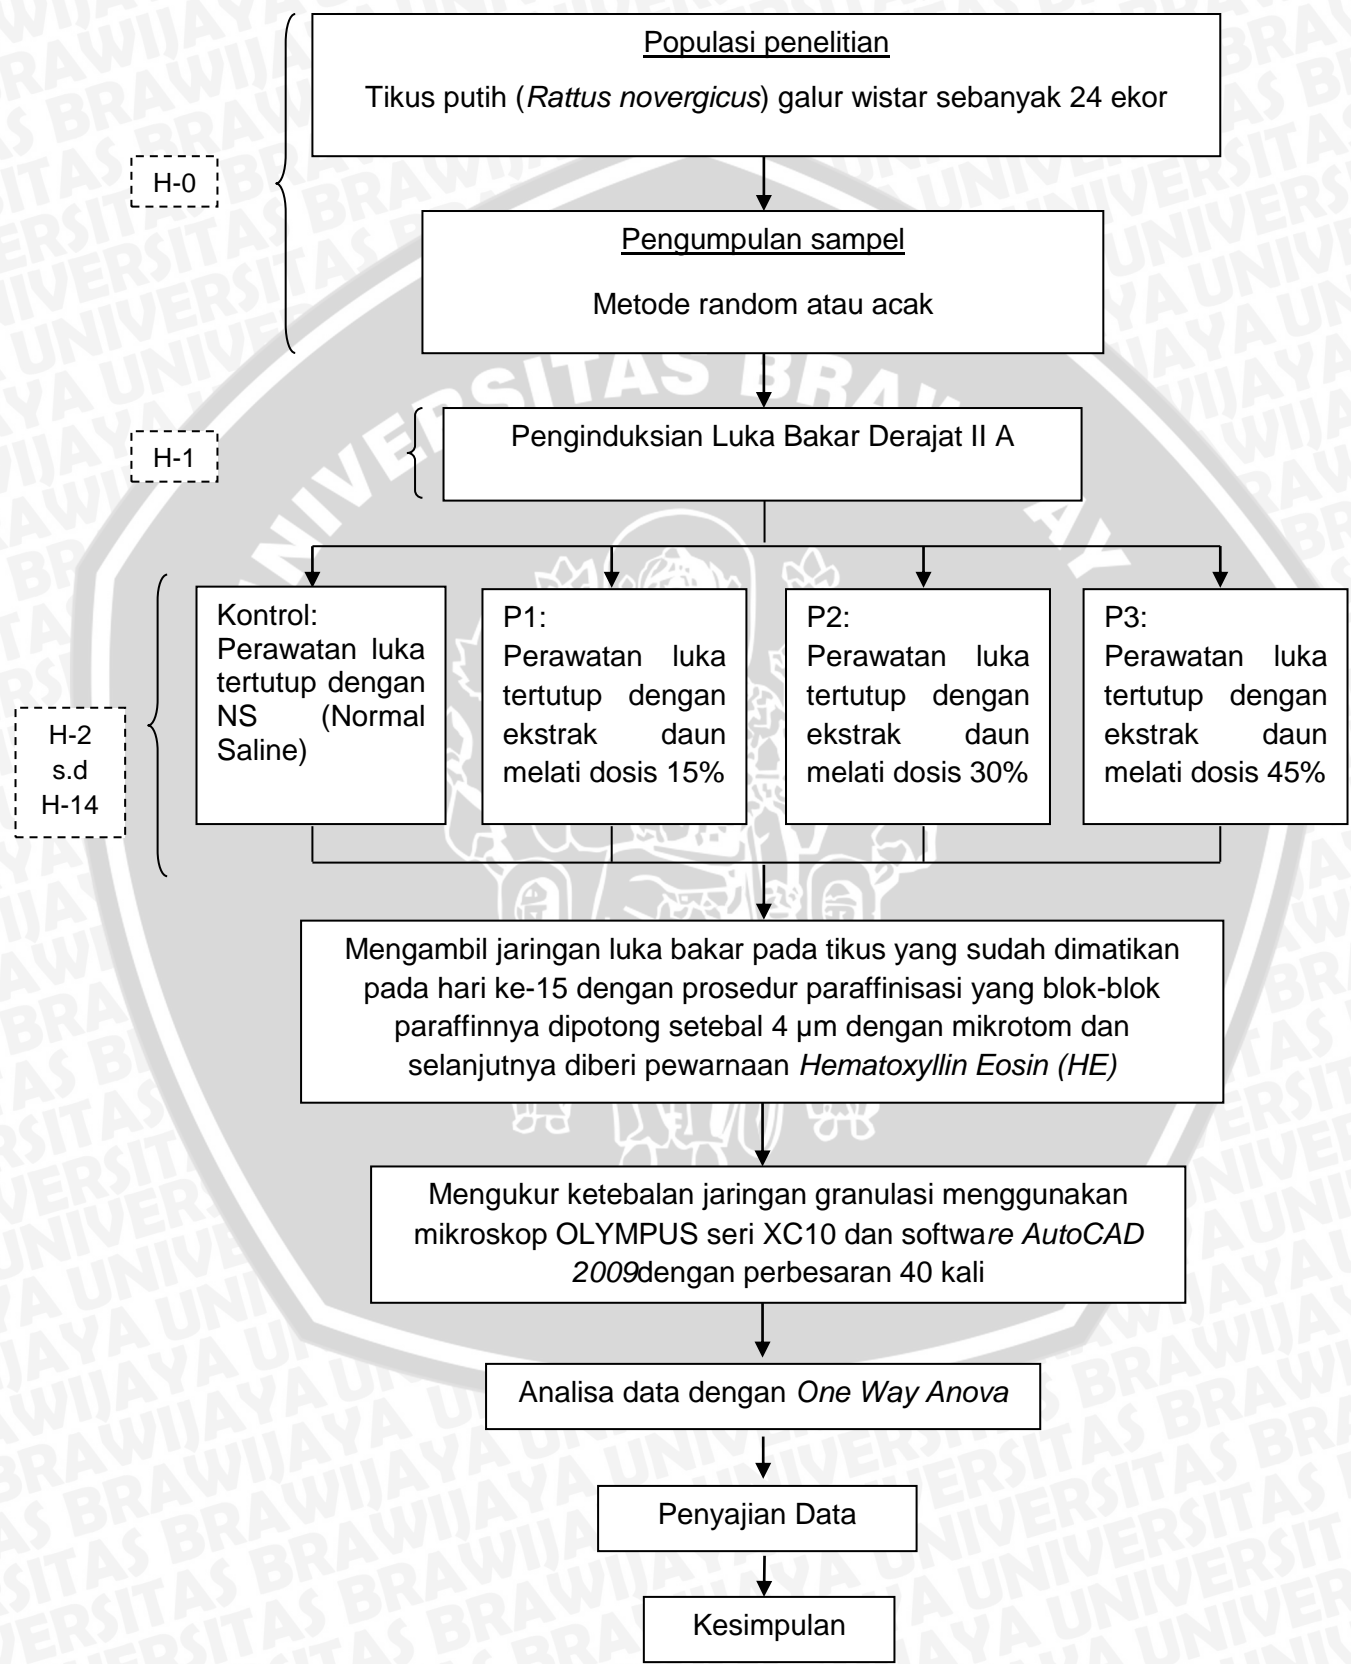 Populasi penelitian
Tikus putih (Rattus novergicus) galur wistar sebanyak 24 ekor
H-0
Pengumpulan sampel
Metode random atau acak
Penginduksian Luka Bakar Derajat II A
H-1
Kontrol:
Perawatan luka
tertutup dengan
NS (Normal
Saline)
P1:
Perawatan luka
tertutup dengan
ekstrak daun
melati dosis 15%
P2:
Perawatan luka
tertutup dengan
ekstrak daun
melati dosis 30%
P3:
Perawatan luka
tertutup dengan
ekstrak daun
melati dosis 45%
H-2
s.d
H-14
Mengambil jaringan luka bakar pada tikus yang sudah dimatikan
pada hari ke-15 dengan prosedur paraffinisasi yang blok-blok
paraffinnya dipotong setebal 4 µm dengan mikrotom dan
selanjutnya diberi pewarnaan Hematoxyllin Eosin (HE)
Mengukur ketebalan jaringan granulasi menggunakan
mikroskop OLYMPUS seri XC10 dan software AutoCAD
2009dengan perbesaran 40 kali
Analisa data dengan One Way Anova
Penyajian Data
Kesimpulan